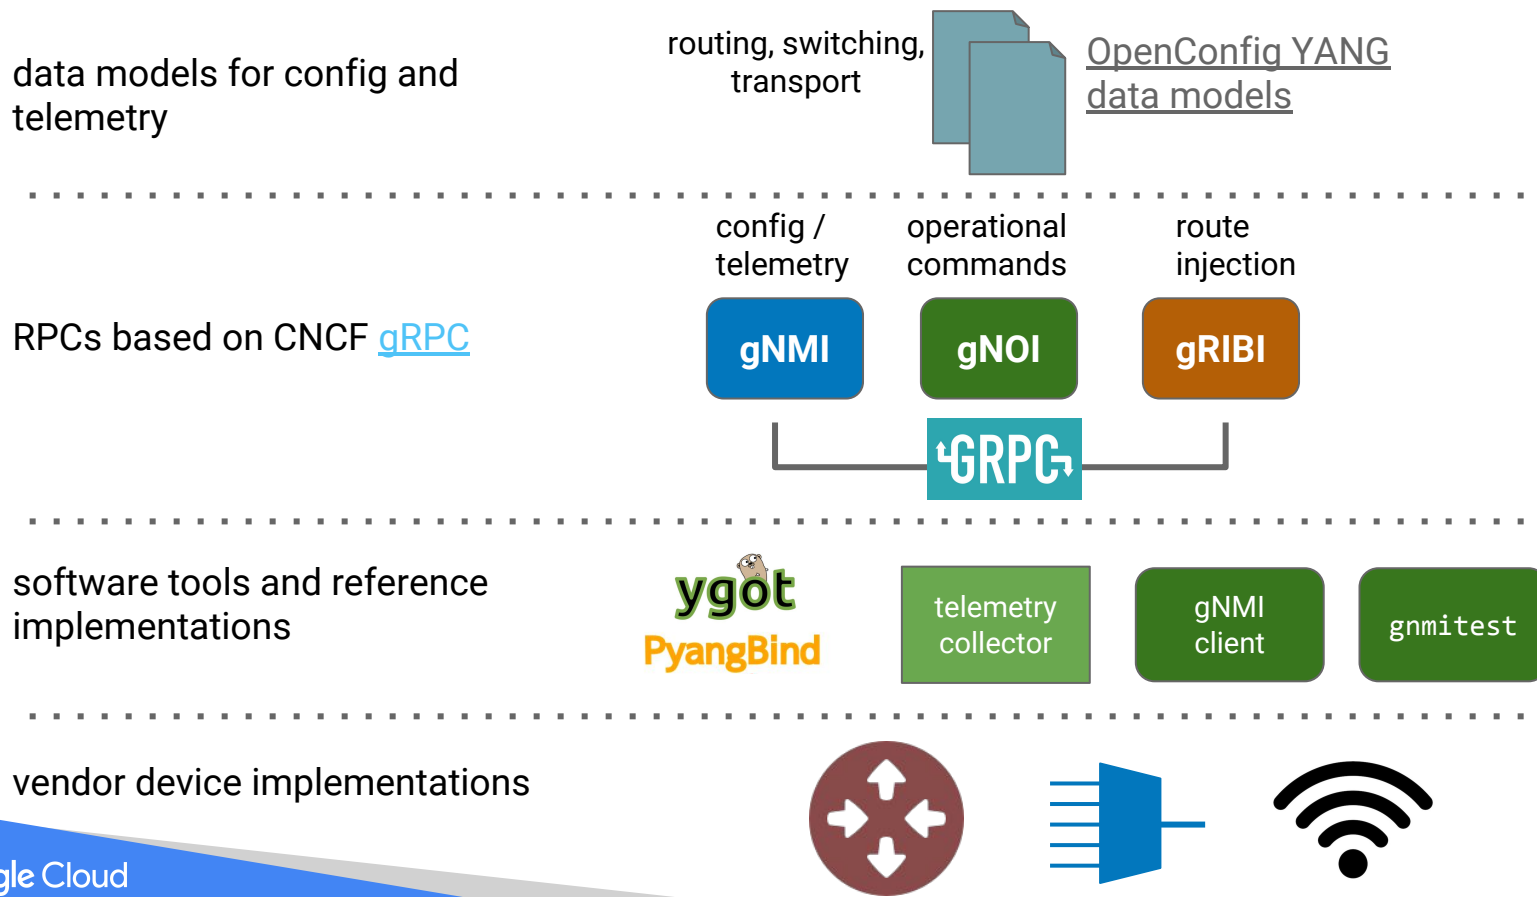 data models for config and
telemetry
routing, switching,
transport
OpenConfig YANG
data models
config /
telemetry
operational
commands
route
injection
RPCs based on CNCF gRPC
gNMI
gNOI
gRIBI
GRPC
software tools and reference
implementations
ygot
PyangBind
telemetry
collector
gNMI
client
gnmitest
vendor device implementations
gle Cloud